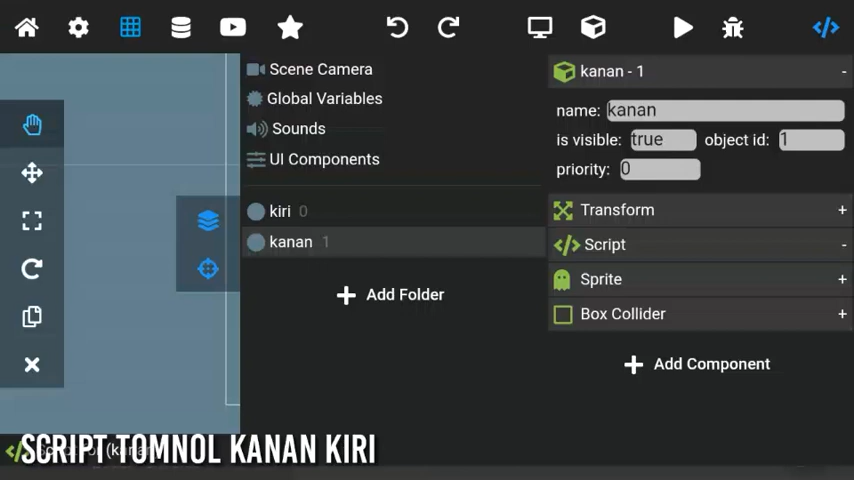 Scene Camera
Global Variables
Sounds
UI Components
kiri 0
kanan 1
Add Folder
kanan - 1 -
name: kanan
is visible: true object id: 1
priority: 0
Transform +
Script -
Sprite +
Box Collider +
Add Component
SCRIPT TOMNOL KANAN KIRI